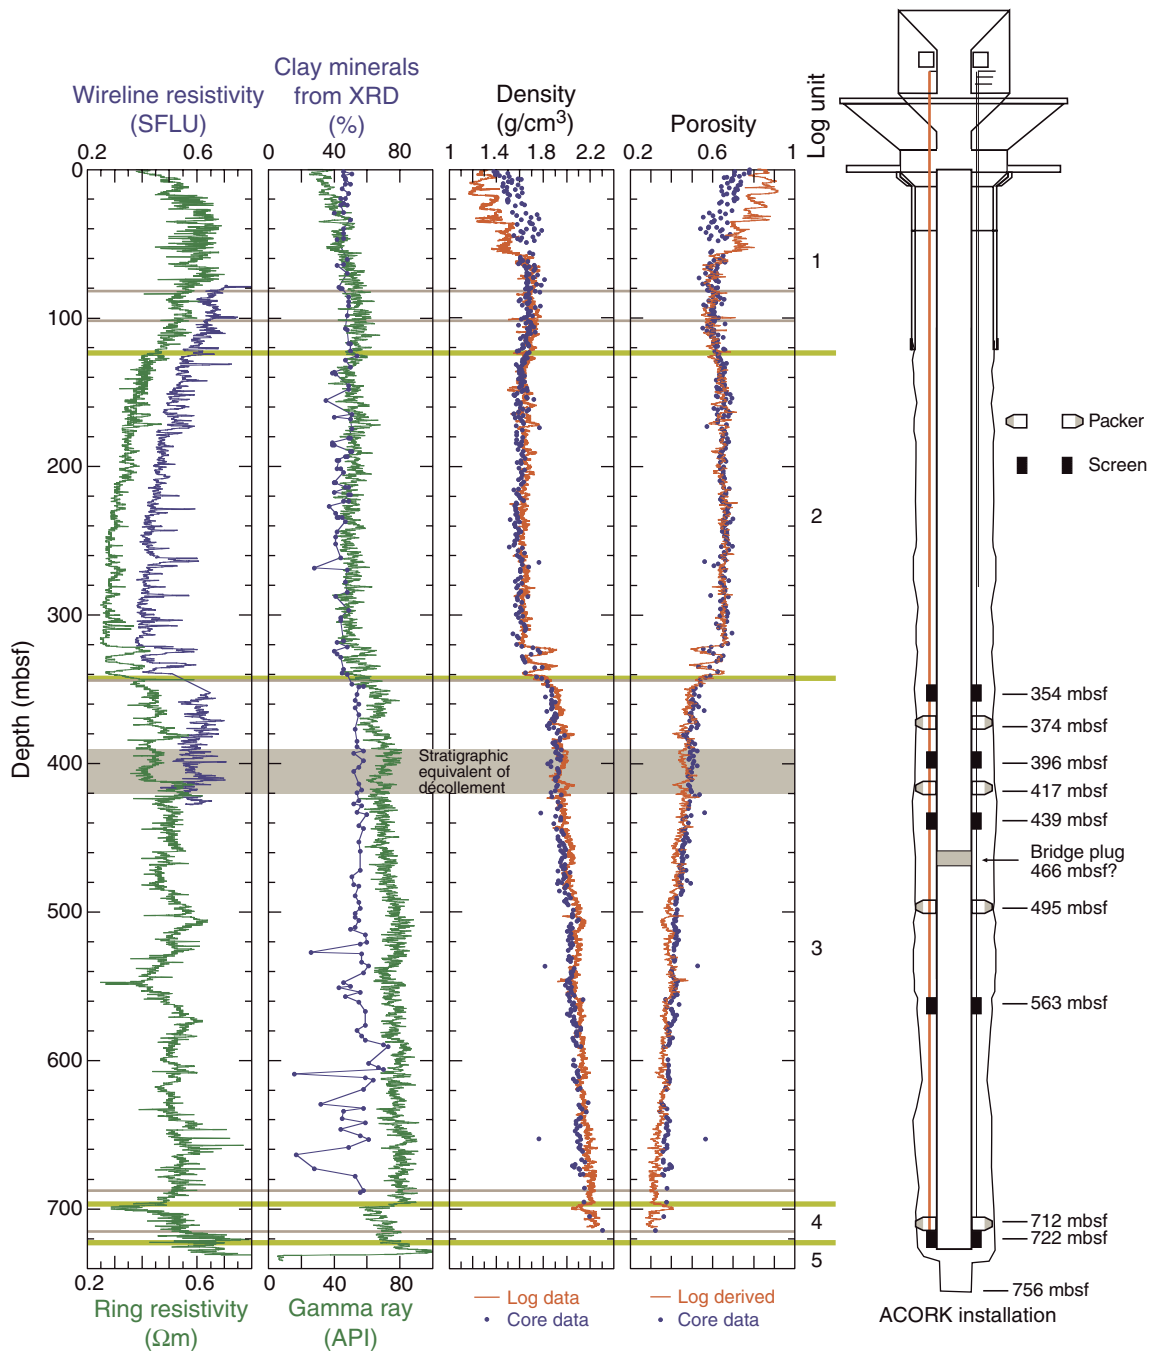 Wireline resistivity
(SFLU)
0.2 0.6
Clay minerals
from XRD
(%)
0 40 80
Density
(g/cm³)
1 1.4 1.8 2.2
Porosity
0.2 0.6 1
Log unit
Depth (mbsf)
0
100
200
300
400
500
600
700
Stratigraphic
equivalent of
décollement
1
2
3
4
5
Packer
Screen
354 mbsf
374 mbsf
396 mbsf
417 mbsf
439 mbsf
Bridge plug
466 mbsf?
495 mbsf
563 mbsf
712 mbsf
722 mbsf
756 mbsf
ACORK installation
0.2 0.6
Ring resistivity
(Ωm)
0 40 80
Gamma ray
(API)
Log data
Core data
Log derived
Core data